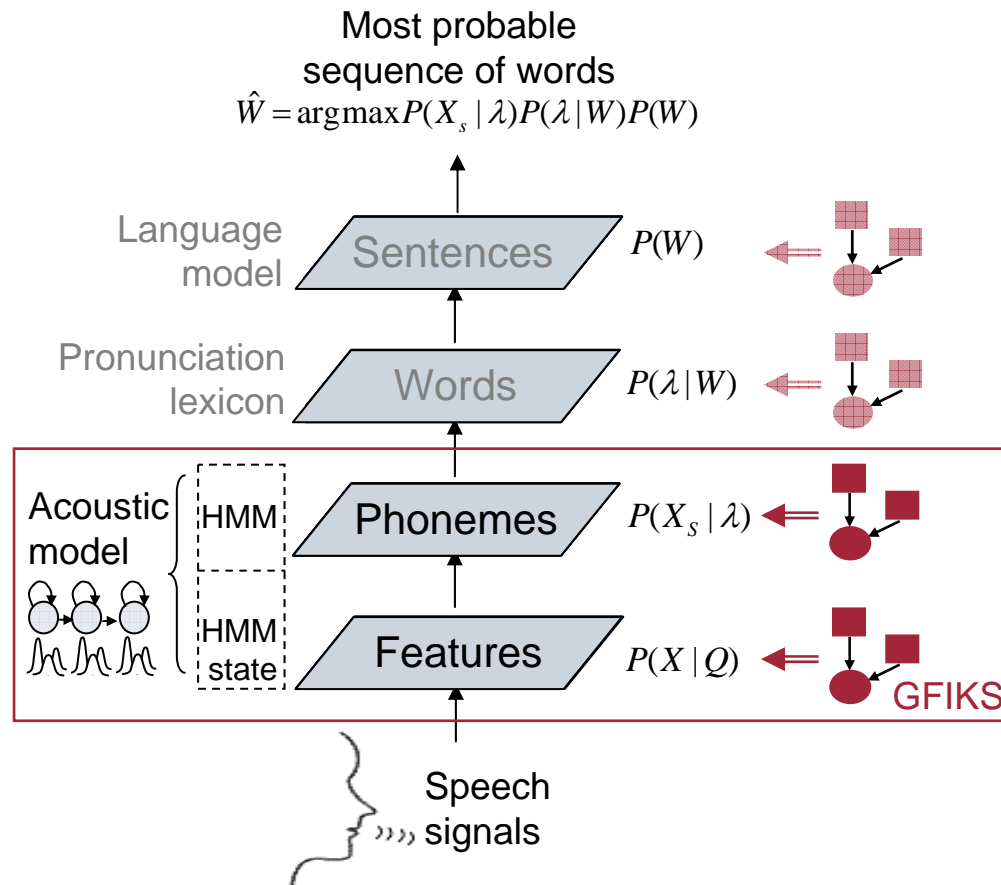 Most probable
sequence of words
Ŵ = argmax P(X_s | λ)P(λ | W)P(W)
Language
model
Sentences
P(W)
Pronunciation
lexicon
Words
P(λ | W)
Acoustic
model
HMM
Phonemes
P(X_S | λ)
HMM
state
Features
P(X | Q)
GFIKS
Speech
signals